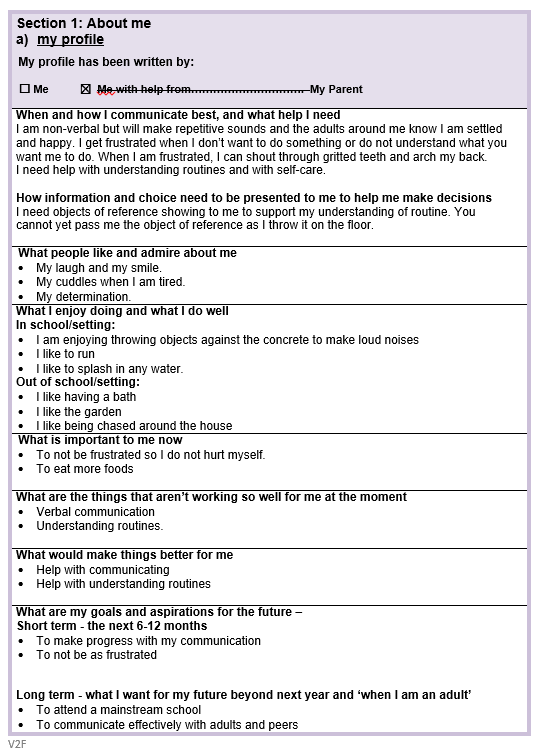 Section 1: About me
a) my profile
My profile has been written by:
☐ Me ☒ Me with help from……………………………. My Parent
When and how I communicate best, and what help I need
I am non-verbal but will make repetitive sounds and the adults around me know I am settled
and happy. I get frustrated when I don’t want to do something or do not understand what you
want me to do. When I am frustrated, I can shout through gritted teeth and arch my back.
I need help with understanding routines and with self-care.
How information and choice need to be presented to me to help me make decisions
I need objects of reference showing to me to support my understanding of routine. You
cannot yet pass me the object of reference as I throw it on the floor.
What people like and admire about me
• My laugh and my smile.
• My cuddles when I am tired.
• My determination.
What I enjoy doing and what I do well
In school/setting:
• I am enjoying throwing objects against the concrete to make loud noises
• I like to run
• I like to splash in any water.
Out of school/setting:
• I like having a bath
• I like the garden
• I like being chased around the house
What is important to me now
• To not be frustrated so I do not hurt myself.
• To eat more foods
What are the things that aren’t working so well for me at the moment
• Verbal communication
• Understanding routines.
What would make things better for me
• Help with communicating
• Help with understanding routines
What are my goals and aspirations for the future –
Short term - the next 6-12 months
• To make progress with my communication
• To not be as frustrated
Long term - what I want for my future beyond next year and ‘when I am an adult’
• To attend a mainstream school
• To communicate effectively with adults and peers
V2F